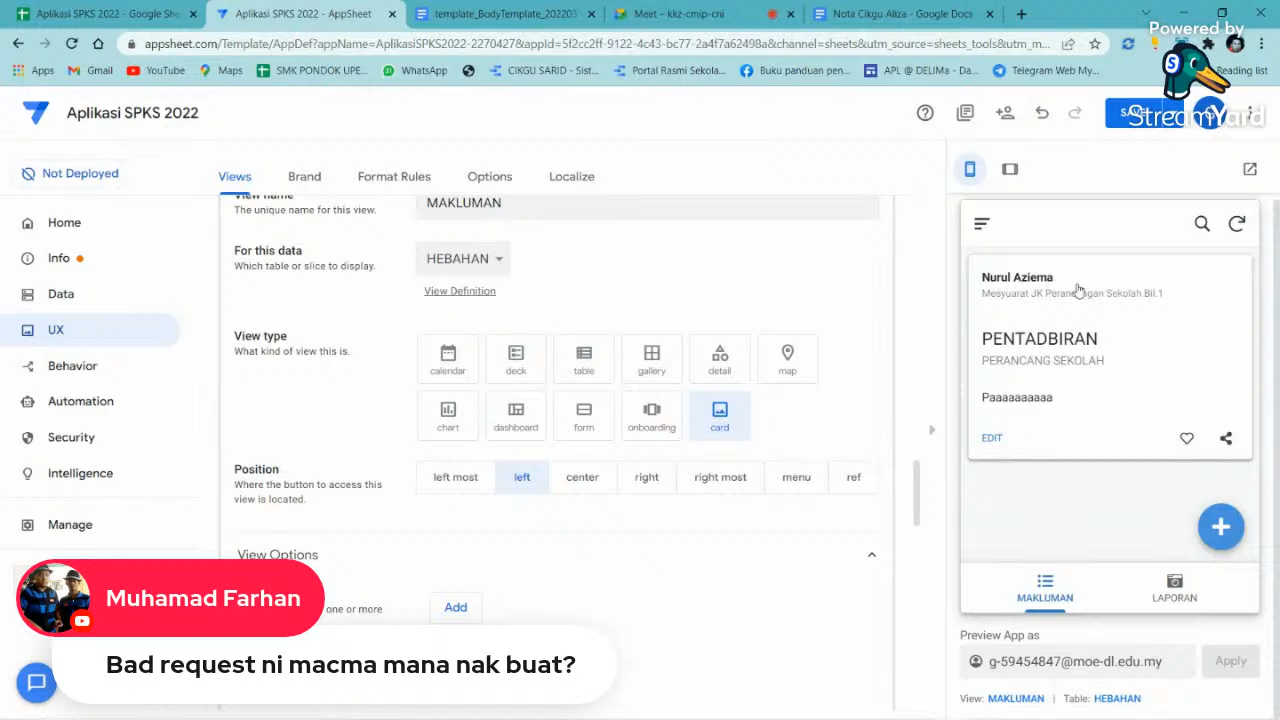 Aplikasi SPKS 2022 - Google She
Aplikasi SPKS 2022 - AppSheet
template_BodyTemplate_202203
Meet – kkz-cmip-cni
Nota Cikgu Aliza - Google Docs
appsheet.com/Template/AppDef?appName=AplikasiSPKS2022-2270427&appId=5f2cc2ff-9122-4c43-bc77-2a4f7a62498a&channel=sheets&utm_source=sheets_tools&utm_m...
Powered by
StreamYard
Apps
Gmail
YouTube
Maps
SMK PONDOK UPE...
WhatsApp
CIKGU SARID - Sist...
Portal Rasmi Sekola...
Buku panduan pen...
APL @ DELIMa - Da...
Telegram Web My...
Reading list
Aplikasi SPKS 2022
SAVE
Not Deployed
Views
Brand
Format Rules
Options
Localize
Home
Info
Data
UX
Behavior
Automation
Security
Intelligence
Manage
View name
The unique name for this view.
MAKLUMAN
For this data
Which table or slice to display.
HEBAHAN
View Definition
View type
What kind of view this is.
calendar
deck
table
gallery
detail
map
chart
dashboard
form
onboarding
card
Position
Where the button to access this
view is located.
left most
left
center
right
right most
menu
ref
View Options
one or more
Add
Nurul Aziema
Mesyuarat JK Perancangan Sekolah Bil.1
PENTADBIRAN
PERANCANG SEKOLAH
Paaaaaaaaaa
EDIT
MAKLUMAN
LAPORAN
Preview App as
g-59454847@moe-dl.edu.my
Apply
View: MAKLUMAN | Table: HEBAHAN
Muhamad Farhan
Bad request ni macma mana nak buat?